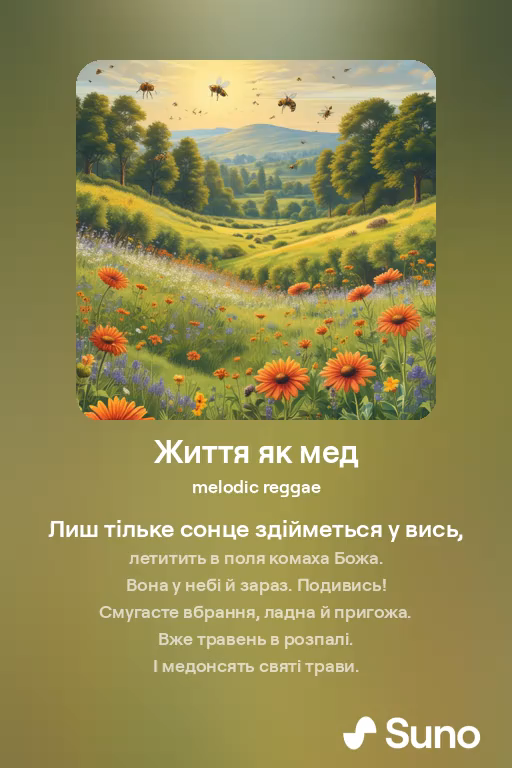 Життя як мед
melodic reggae
Лиш тільке сонце здійметься у вись,
летитить в поля комаха Божа.
Вона у небі й зараз. Подивись!
Смугасте вбрання, ладна й пригожа.
Вже травень в розпалі.
І медонсять святі трави.
Suno